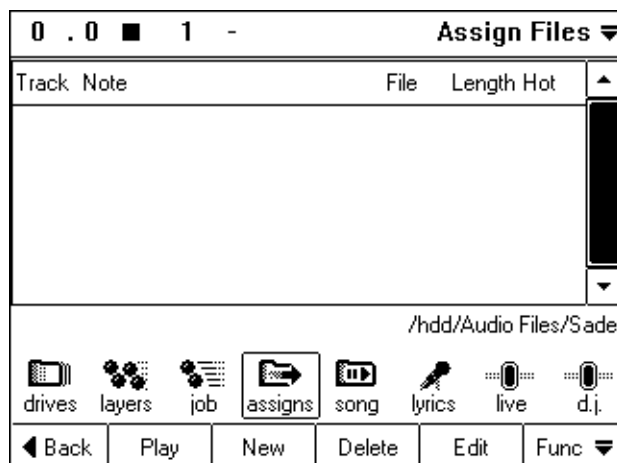 0 .0 ■ 1 - Assign Files
Track Note File Length Hot
/hdd/Audio Files/Sade
drives layers job assigns song lyrics live d.j.
Back Play New Delete Edit Func